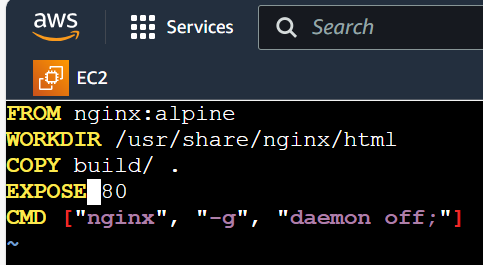 aws
Services
Search
EC2
FROM nginx:alpine
WORKDIR /usr/share/nginx/html
COPY build/ .
EXPOSE 80
CMD ["nginx", "-g", "daemon off;"]
~